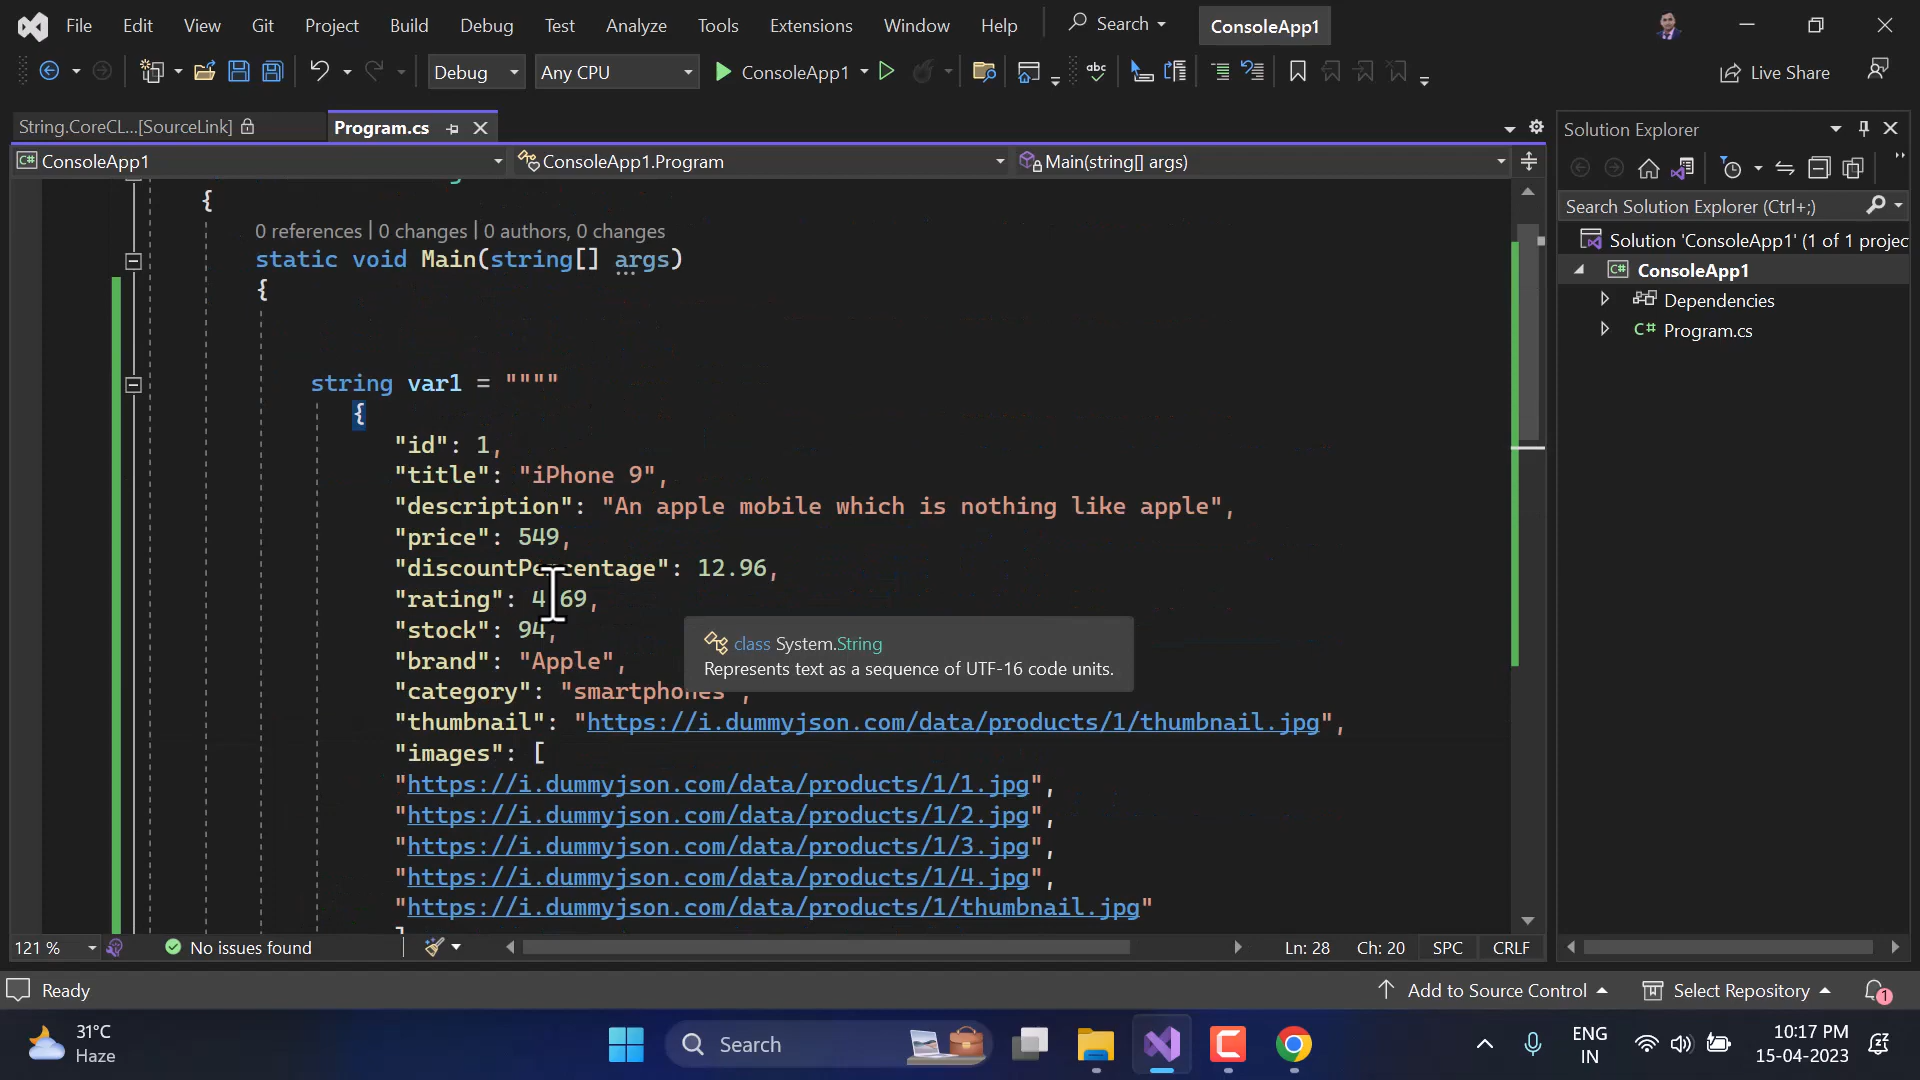 File Edit View Git Project Build Debug Test Analyze Tools Extensions Window Help Search ConsoleApp1
Debug Any CPU ConsoleApp1 abc Live Share
String.CoreCL...[SourceLink] Program.cs
ConsoleApp1 ConsoleApp1.Program Main(string[] args)
{
0 references | 0 changes | 0 authors, 0 changes
static void Main(string[] args)
{
string var1 = """"
{
"id": 1,
"title": "iPhone 9",
"description": "An apple mobile which is nothing like apple",
"price": 549,
"discountPercentage": 12.96,
"rating": 4.69,
"stock": 94,
"brand": "Apple",
"category": "smartphones",
"thumbnail": "https://i.dummyjson.com/data/products/1/thumbnail.jpg",
"images": [
"https://i.dummyjson.com/data/products/1/1.jpg",
"https://i.dummyjson.com/data/products/1/2.jpg",
"https://i.dummyjson.com/data/products/1/3.jpg",
"https://i.dummyjson.com/data/products/1/4.jpg",
"https://i.dummyjson.com/data/products/1/thumbnail.jpg"
]
class System.String
Represents text as a sequence of UTF-16 code units.
Solution Explorer
Search Solution Explorer (Ctrl+;)
Solution 'ConsoleApp1' (1 of 1 projec
C# ConsoleApp1
Dependencies
C# Program.cs
121 % No issues found Ln: 28 Ch: 20 SPC CRLF
Ready Add to Source Control Select Repository 1
31°C
Haze
Search
ENG
IN
10:17 PM
15-04-2023